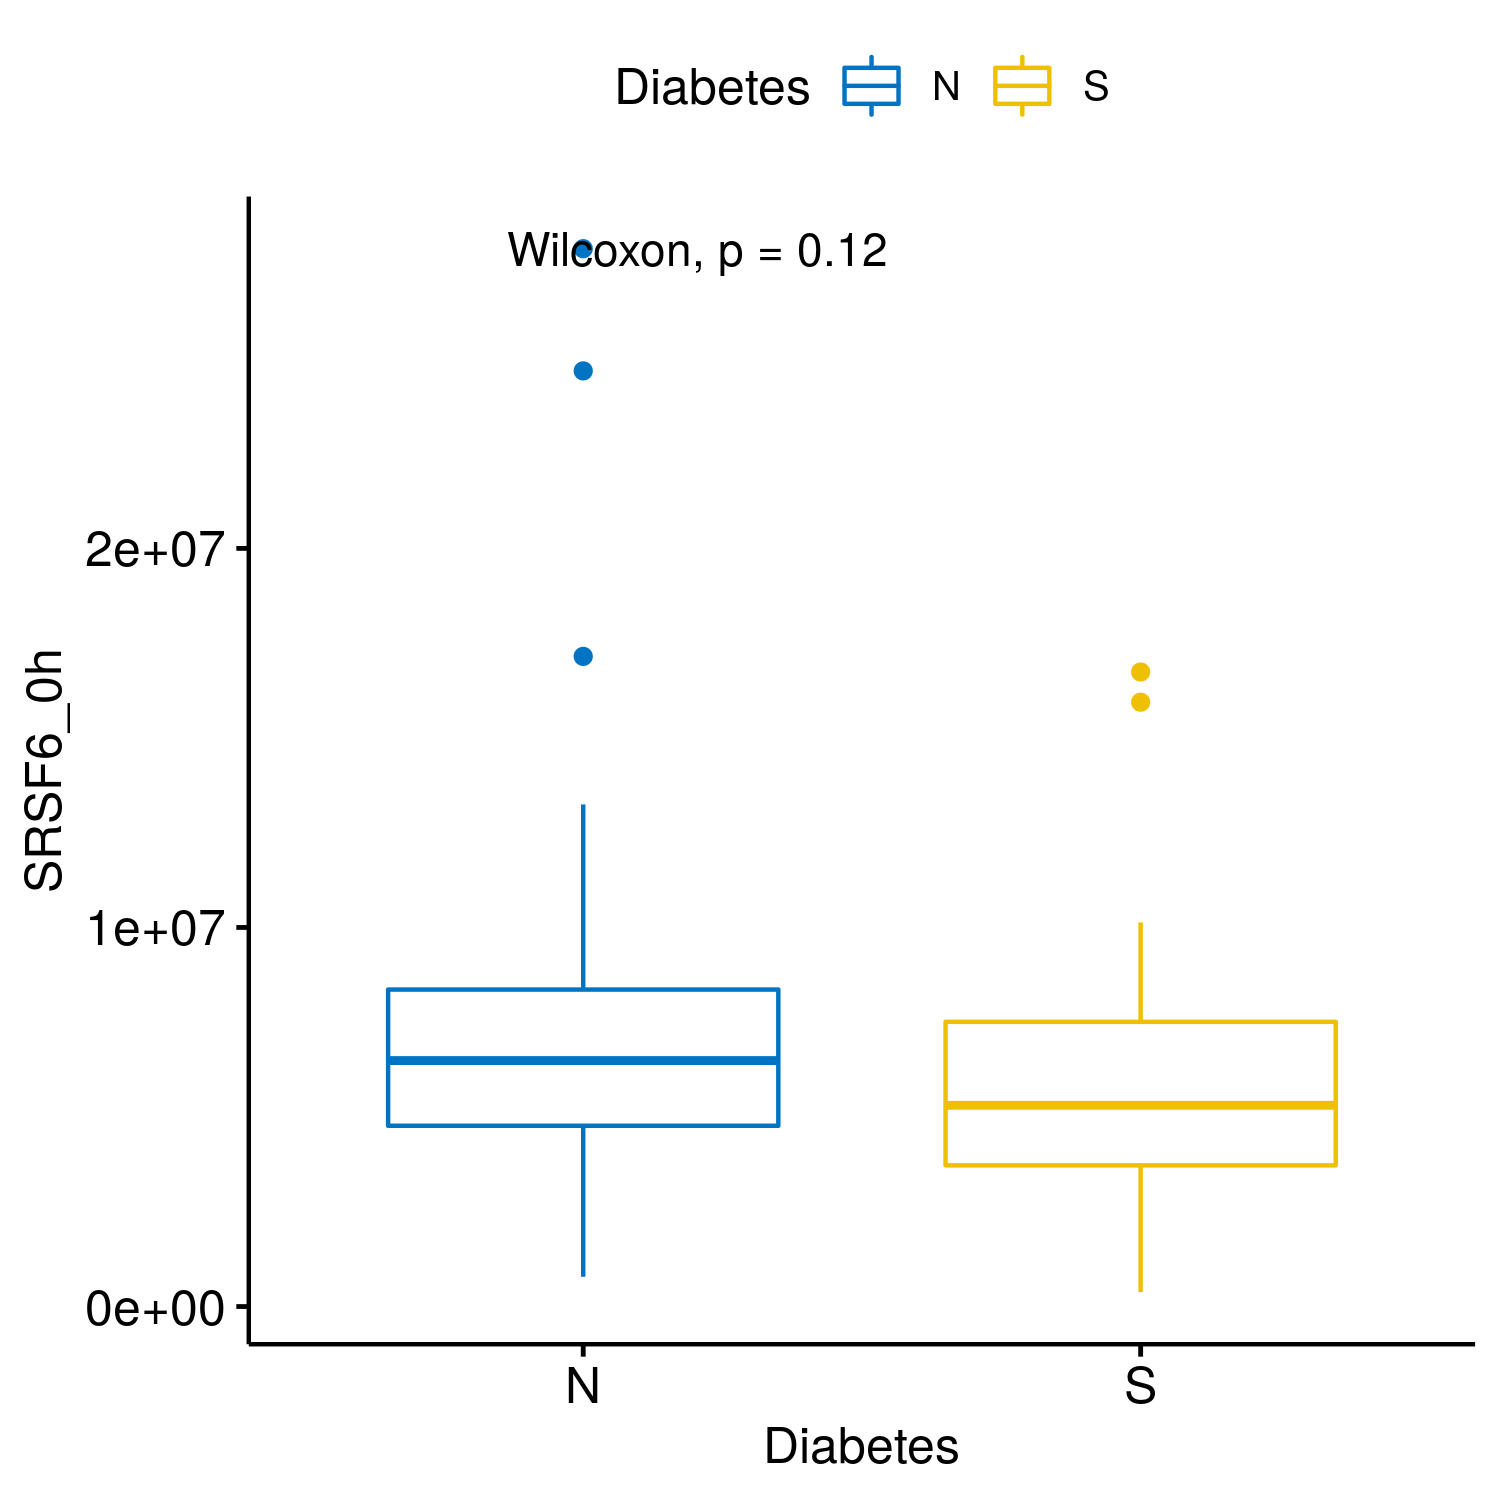 Diabetes N S
Wilcoxon, p = 0.12
2e+07
1e+07
0e+00
SRSF6_0h
N S
Diabetes